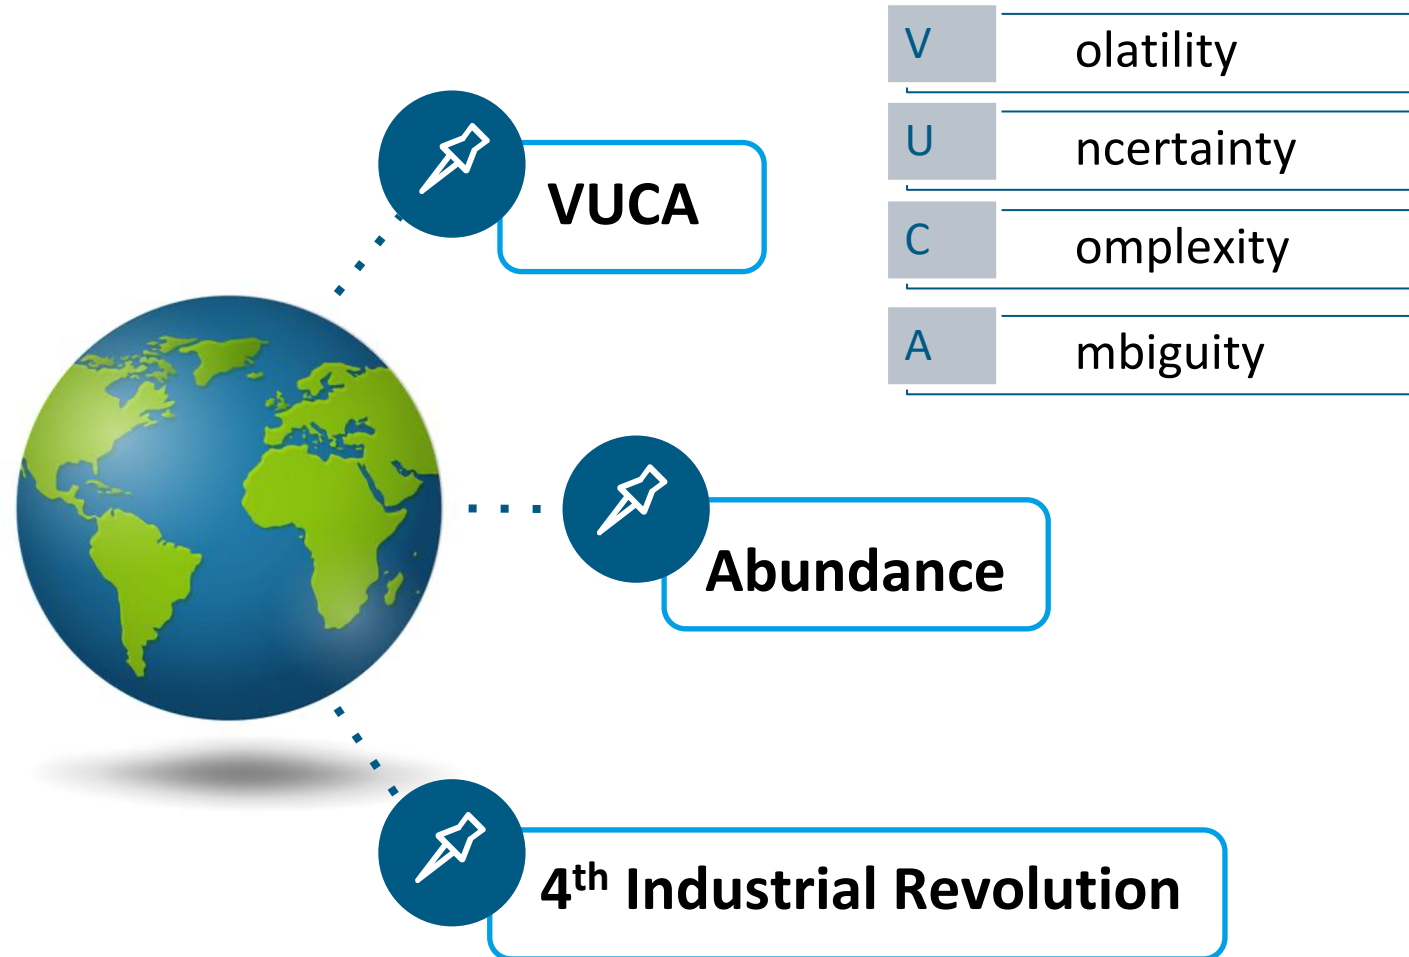 V olatility
U ncertainty
C omplexity
A mbiguity
VUCA
Abundance
4th Industrial Revolution